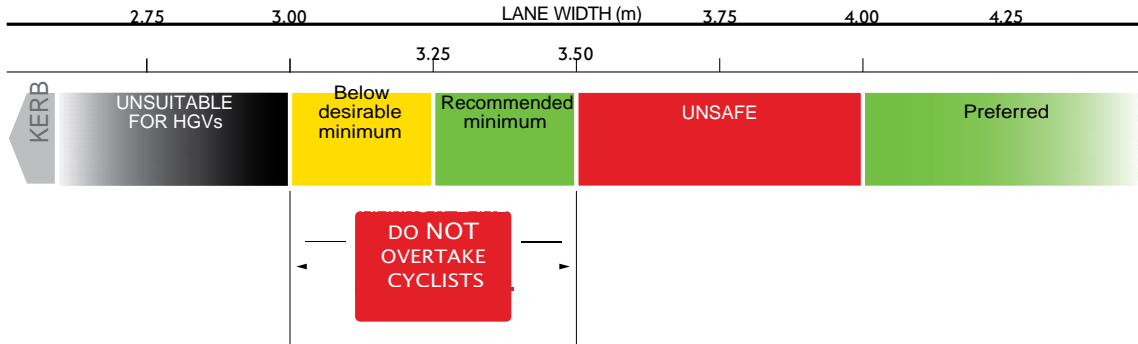 LANE WIDTH (m)
2.75 3.00 3.75 4.00 4.25
3.25 3.50
KERB
UNSUITABLE
FOR HGVs
Below
desirable
minimum
Recommended
minimum
UNSAFE
Preferred
DO NOT
OVERTAKE
CYCLISTS